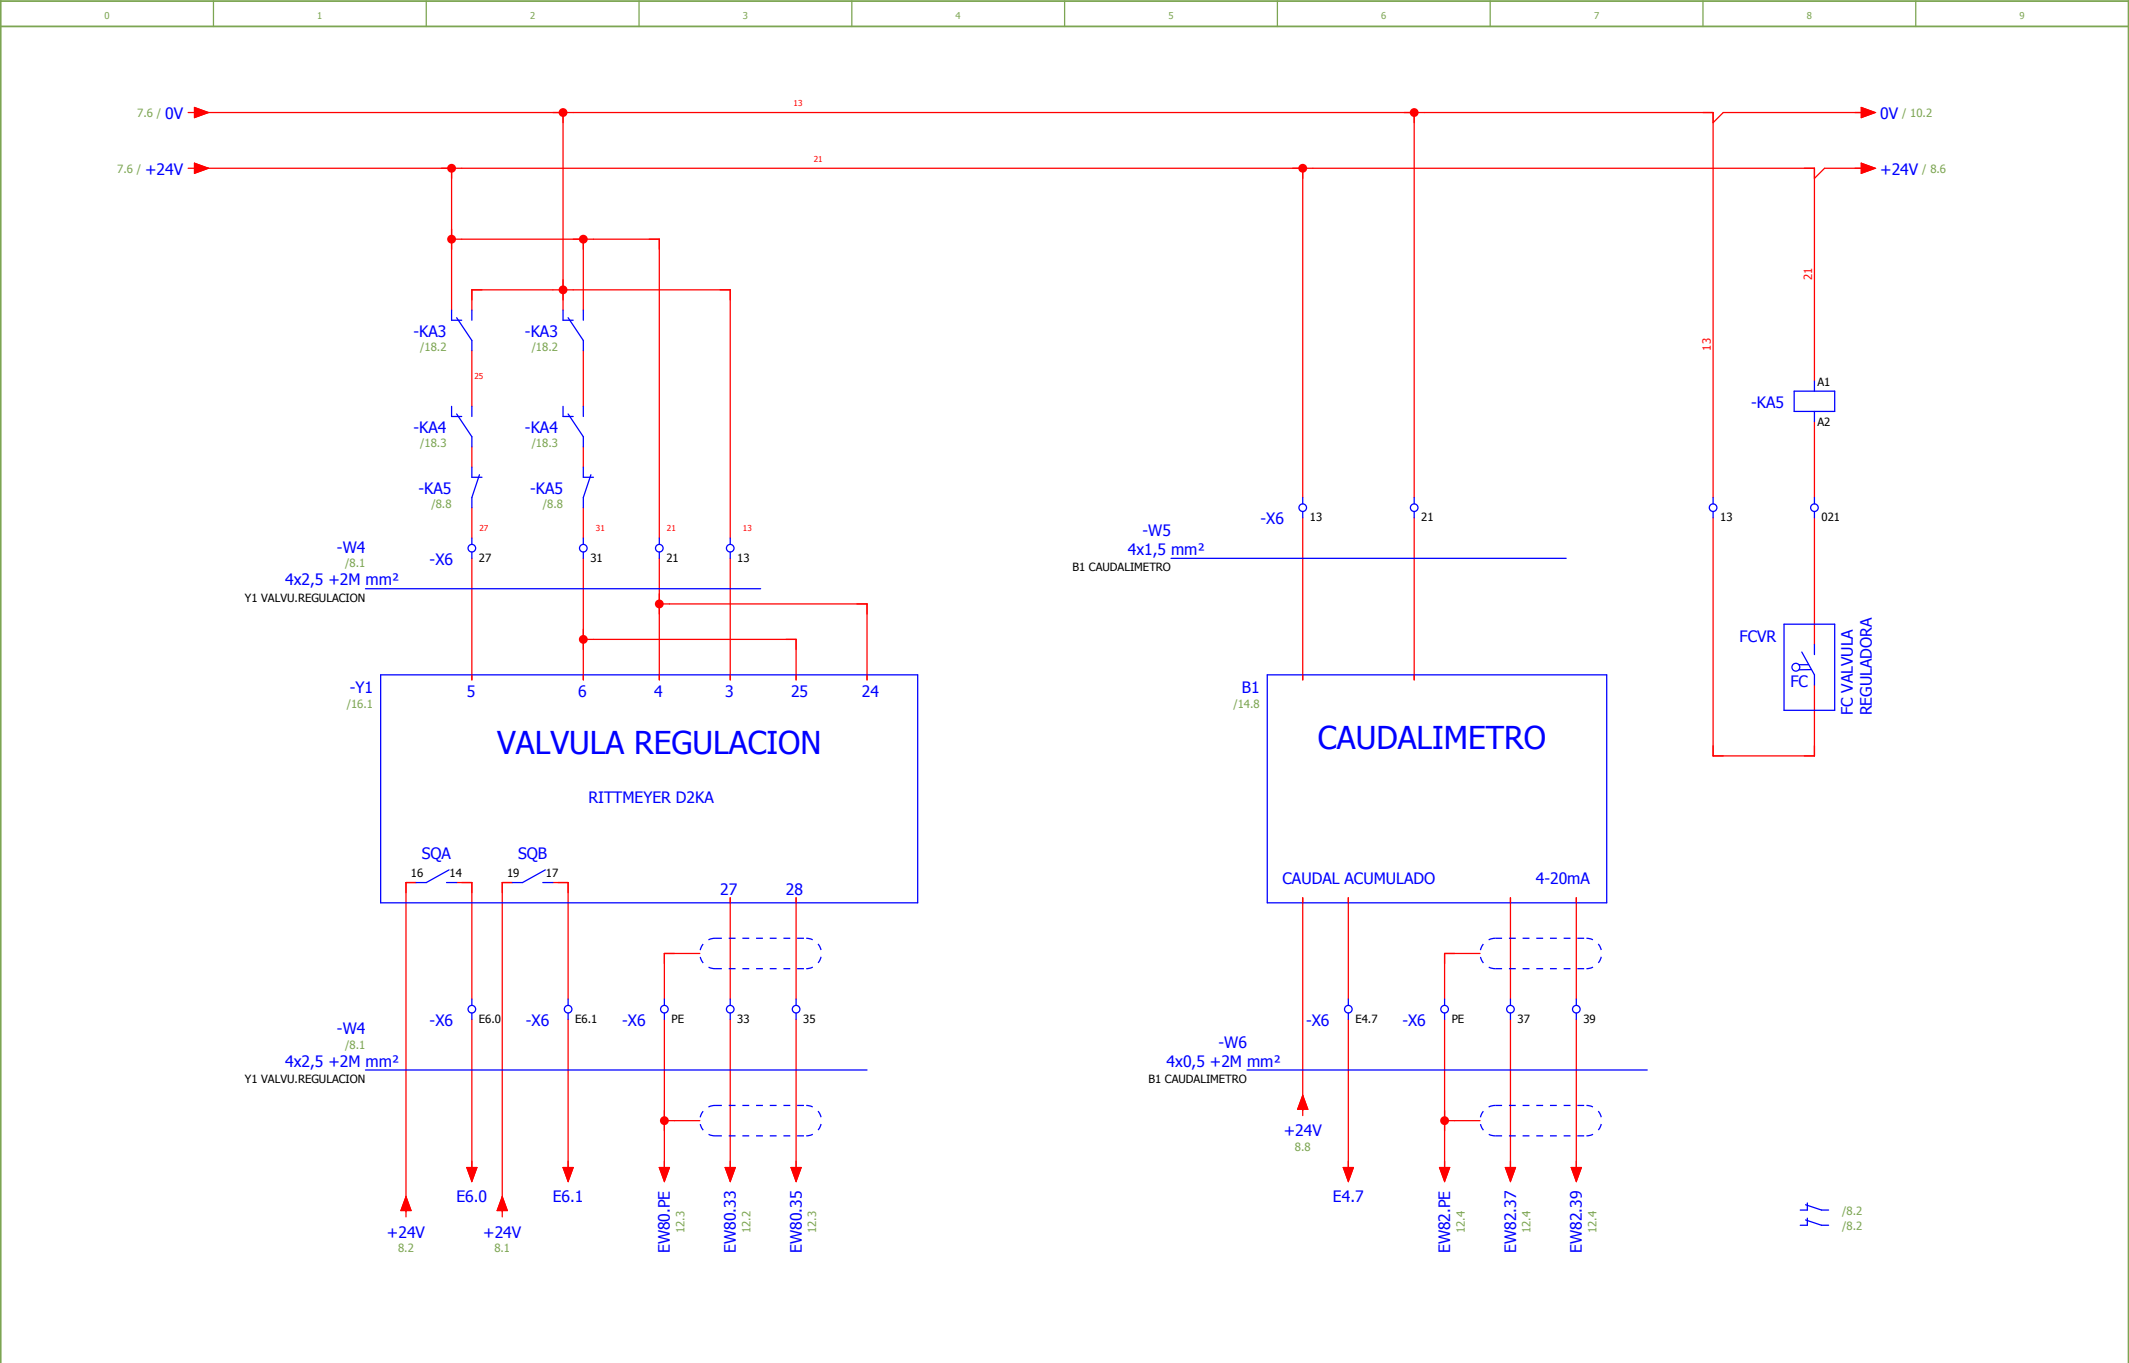 0 1 2 3 4 5 6 7 8 9
7.6 / 0V
13
0V / 10.2
7.6 / +24V
21
+24V / 8.6
21
13
-KA3
/18.2
-KA3
/18.2
25
-KA4
/18.3
-KA4
/18.3
-KA5
/8.8
-KA5
/8.8
27
31
21
13
A1
-KA5
A2
-W4
/8.1
4x2,5 +2M mm²
Y1 VALVU.REGULACION
-X6
27
31
21
13
-W5
4x1,5 mm²
B1 CAUDALIMETRO
-X6
13
21
13
021
FCVR
FC
FC VALVULA
REGULADORA
-Y1
/16.1
5 6 4 3 25 24
VALVULA REGULACION
RITTMEYER D2KA
SQA
16 14
SQB
19 17
27 28
B1
/14.8
CAUDALIMETRO
CAUDAL ACUMULADO
4-20mA
-W4
/8.1
4x2,5 +2M mm²
Y1 VALVU.REGULACION
-X6
E6.0
-X6
E6.1
-X6
PE
33
35
-W6
4x0,5 +2M mm²
B1 CAUDALIMETRO
-X6
E4.7
-X6
PE
37
39
+24V
8.2
E6.0
+24V
8.1
E6.1
EW80.PE
12.3
EW80.33
12.2
EW80.35
12.3
+24V
8.8
E4.7
EW82.PE
12.4
EW82.37
12.4
EW82.39
12.4
/8.2
/8.2